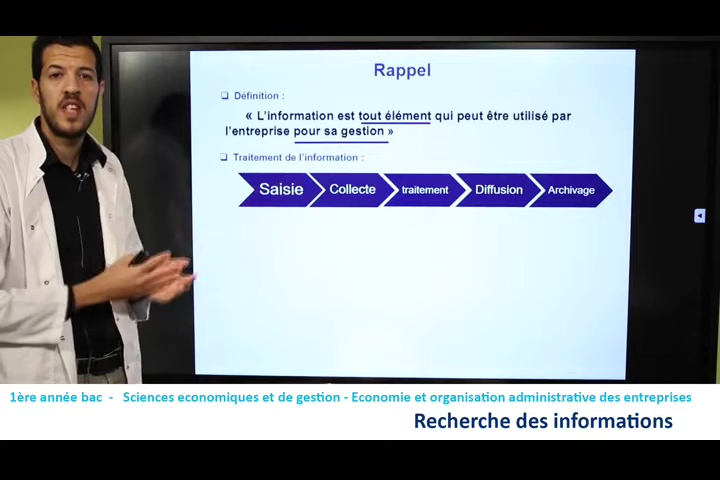 Rappel
❑ Définition :
« L'information est tout élément qui peut être utilisé par
l'entreprise pour sa gestion »
❑ Traitement de l'information :
Saisie Collecte traitement Diffusion Archivage
1ère année bac - Sciences economiques et de gestion - Economie et organisation administrative des entreprises
Recherche des informations